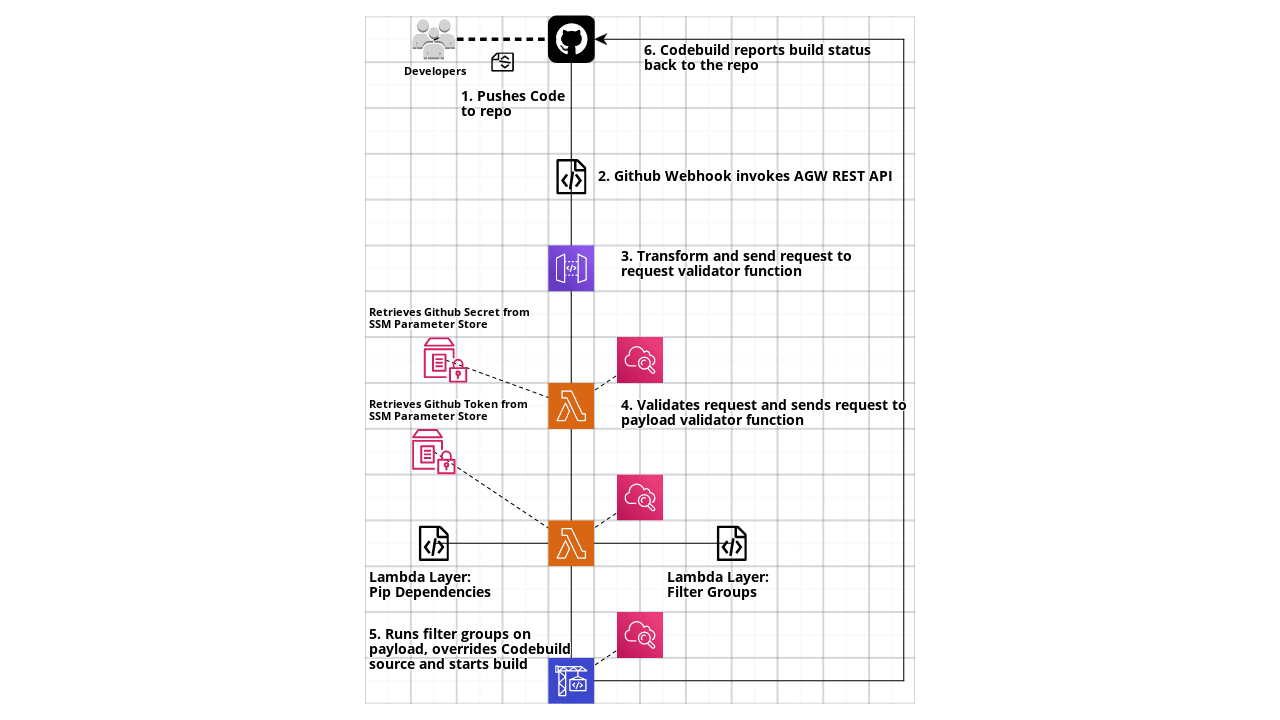 6. Codebuild reports build status
back to the repo
Developers
1. Pushes Code
to repo
2. Github Webhook invokes AGW REST API
3. Transform and send request to
request validator function
Retrieves Github Secret from
SSM Parameter Store
4. Validates request and sends request to
payload validator function
Retrieves Github Token from
SSM Parameter Store
Lambda Layer:
Pip Dependencies
Lambda Layer:
Filter Groups
5. Runs filter groups on
payload, overrides Codebuild
source and starts build